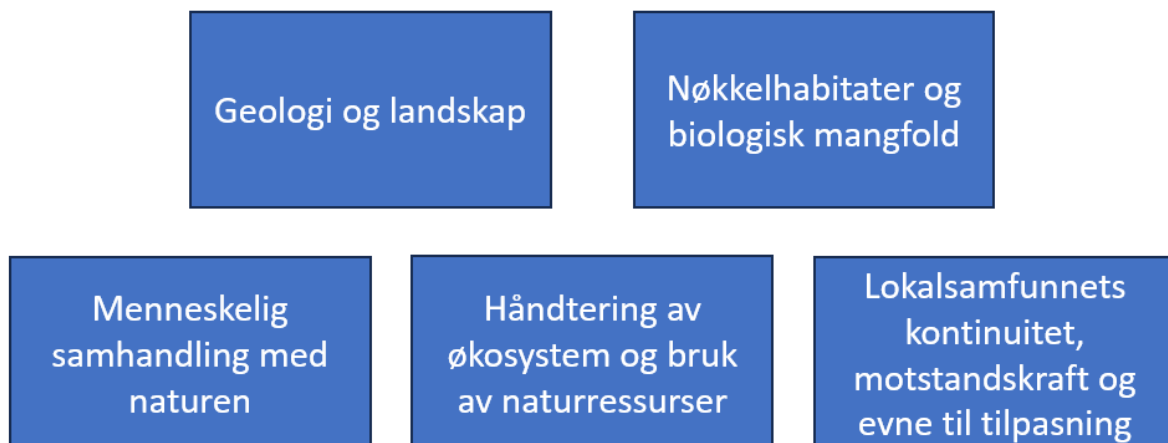 Geologi og landskap
Nøkkelhabitater og
biologisk mangfold
Menneskelig
samhandling med
naturen
Håndtering av
økosystem og bruk
av naturressurser
Lokalsamfunnets
kontinuitet,
motstandskraft og
evne til tilpasning